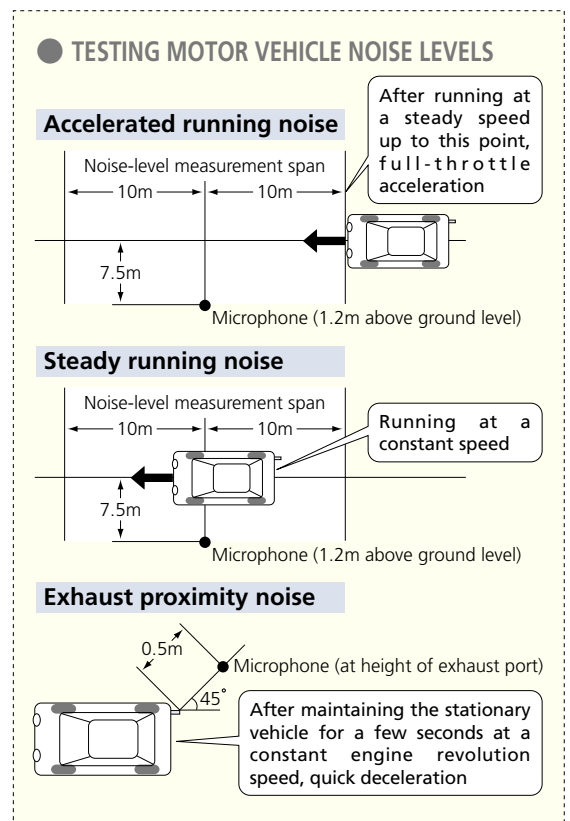 TESTING MOTOR VEHICLE NOISE LEVELS
After running at
a steady speed
up to this point,
full-throttle
acceleration
Accelerated running noise
Noise-level measurement span
10m 10m
7.5m
Microphone (1.2m above ground level)
Steady running noise
Noise-level measurement span
10m 10m
Running at a
constant speed
7.5m
Microphone (1.2m above ground level)
Exhaust proximity noise
0.5m
Microphone (at height of exhaust port)
45°
After maintaining the stationary
vehicle for a few seconds at a
constant engine revolution
speed, quick deceleration